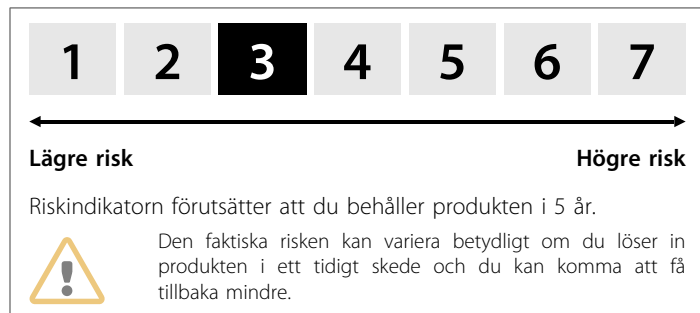 1 2 3 4 5 6 7
Lägre risk Högre risk
Riskindikatorn förutsätter att du behåller produkten i 5 år.
Den faktiska risken kan variera betydligt om du löser in
produkten i ett tidigt skede och du kan komma att få
tillbaka mindre.